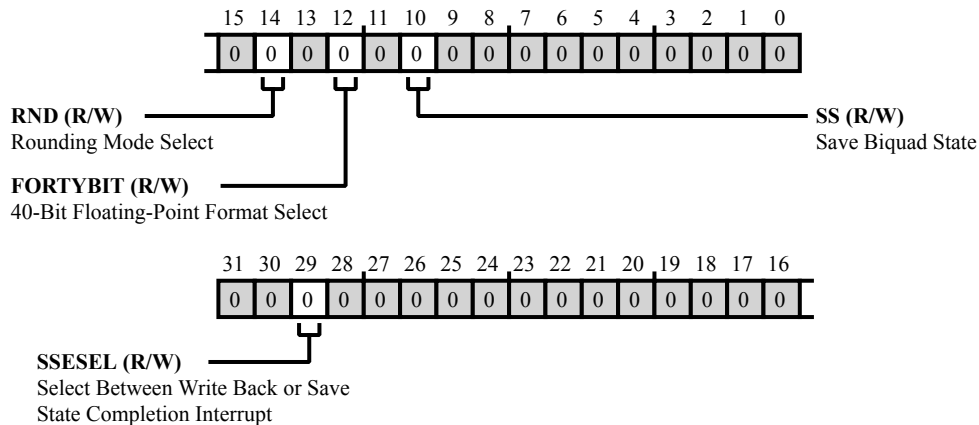 15 14 13 12 11 10 9 8 7 6 5 4 3 2 1 0
0 0 0 0 0 0 0 0 0 0 0 0 0 0 0 0
RND (R/W)
Rounding Mode Select
SS (R/W)
Save Biquad State
FORTYBIT (R/W)
40-Bit Floating-Point Format Select
31 30 29 28 27 26 25 24 23 22 21 20 19 18 17 16
0 0 0 0 0 0 0 0 0 0 0 0 0 0 0 0
SSESEL (R/W)
Select Between Write Back or Save
State Completion Interrupt